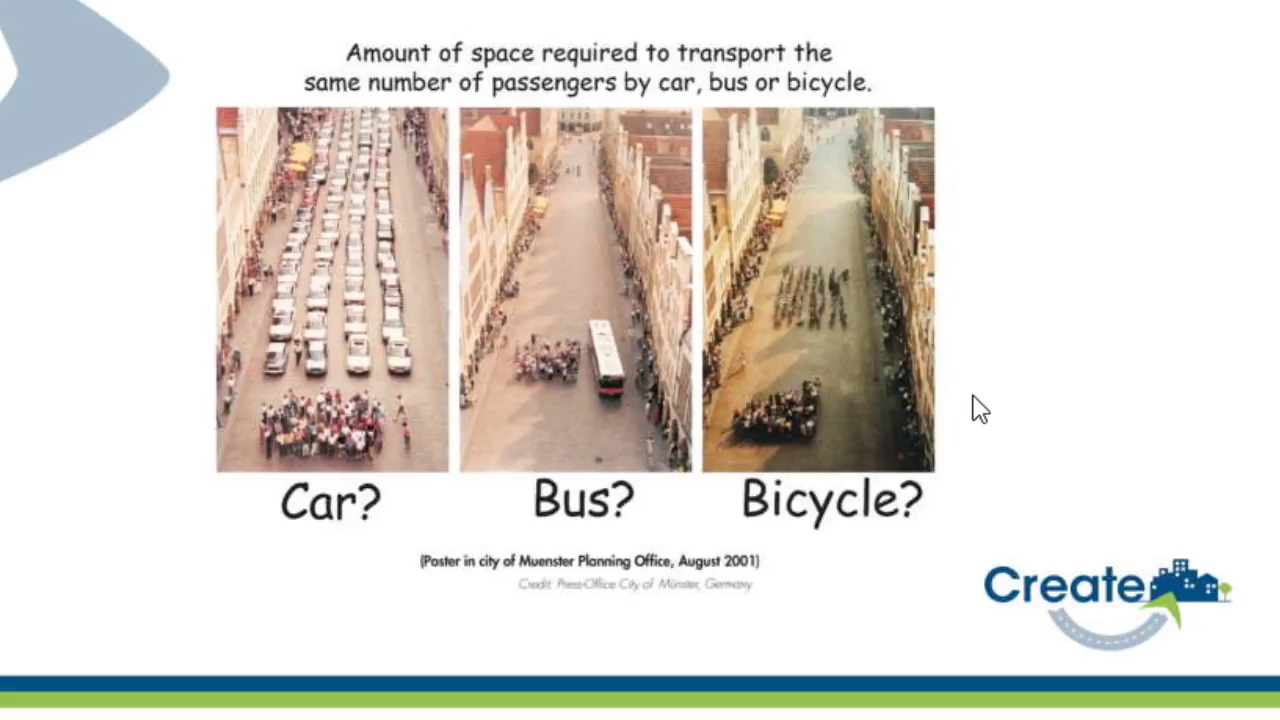 Amount of space required to transport the
same number of passengers by car, bus or bicycle.
Car?
Bus?
Bicycle?
(Poster in city of Muenster Planning Office, August 2001)
Credit: Press-Office City of Münster, Germany
Create